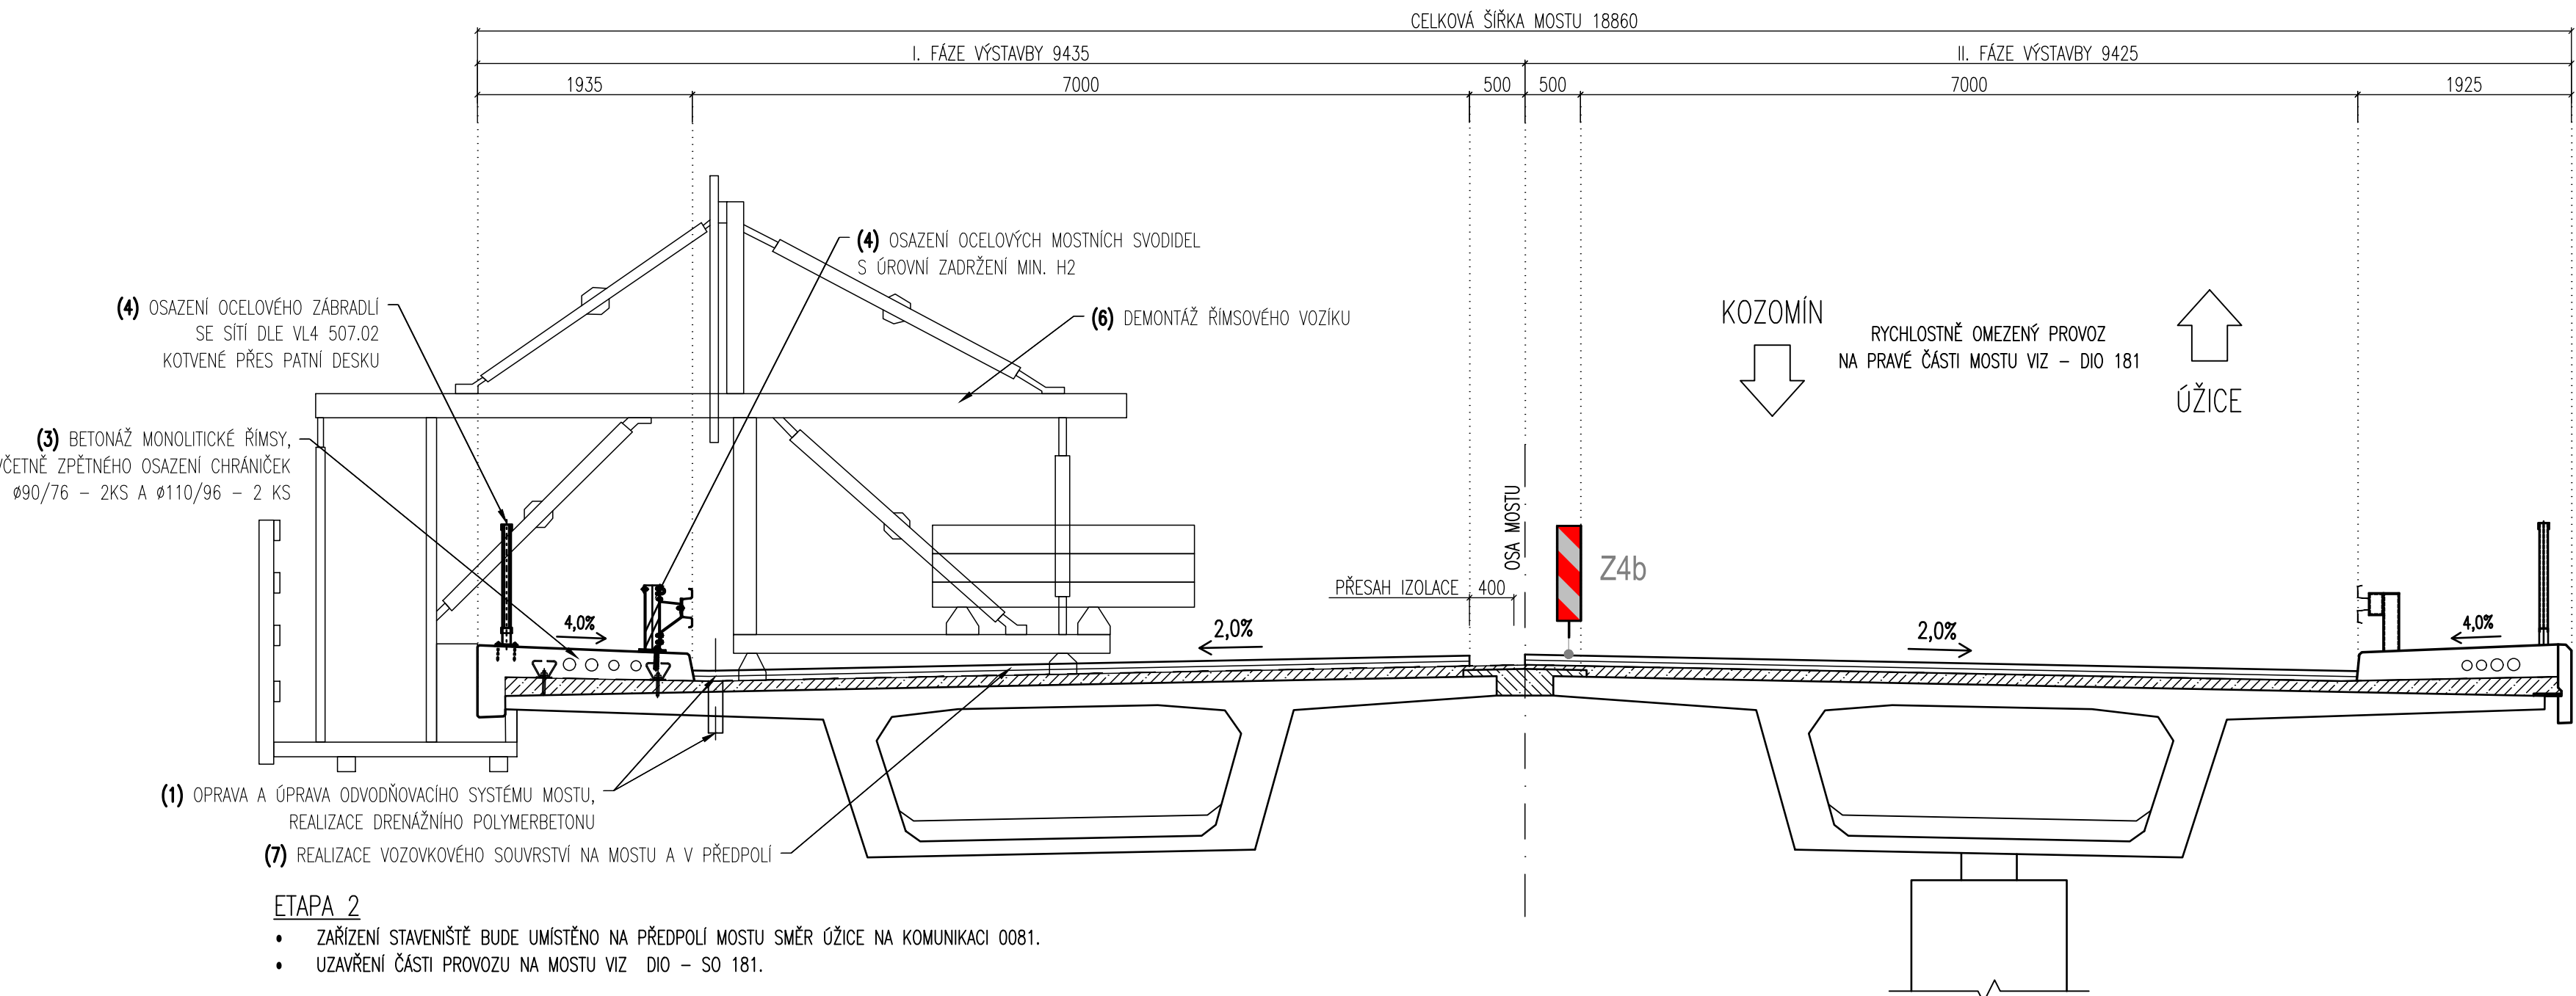 CELKOVÁ ŠÍŘKA MOSTU 18860
I. FÁZE VÝSTAVBY 9435
II. FÁZE VÝSTAVBY 9425
1935
7000
500
500
7000
1925
(4) OSAZENÍ OCELOVÝCH MOSTNÍCH SVODIDEL
S ÚROVNÍ ZADRŽENÍ MIN. H2
(4) OSAZENÍ OCELOVÉHO ZÁBRADLÍ
SE SÍTÍ DLE VL4 507.02
KOTVENÉ PŘES PATNÍ DESKU
(6) DEMONTÁŽ ŘÍMSOVÉHO VOZÍKU
KOZOMÍN
RYCHLOSTNĚ OMEZENÝ PROVOZ
NA PRAVÉ ČÁSTI MOSTU VIZ – DIO 181
ÚŽICE
(3) BETONÁŽ MONOLITICKÉ ŘÍMSY,
VČETNĚ ZPĚTNÉHO OSAZENÍ CHRÁNIČEK
ø90/76 – 2KS A ø110/96 – 2 KS
OSA MOSTU
Z4b
PŘESAH IZOLACE 400
4,0%
2,0%
2,0%
4,0%
(1) OPRAVA A ÚPRAVA ODVODŇOVACÍHO SYSTÉMU MOSTU,
REALIZACE DRENÁŽNÍHO POLYMERBETONU
(7) REALIZACE VOZOVKOVÉHO SOUVRSTVÍ NA MOSTU A V PŘEDPOLÍ
ETAPA 2
• ZAŘÍZENÍ STAVENIŠTĚ BUDE UMÍSTĚNO NA PŘEDPOLÍ MOSTU SMĚR ÚŽICE NA KOMUNIKACI 0081.
• UZAVŘENÍ ČÁSTI PROVOZU NA MOSTU VIZ DIO – SO 181.